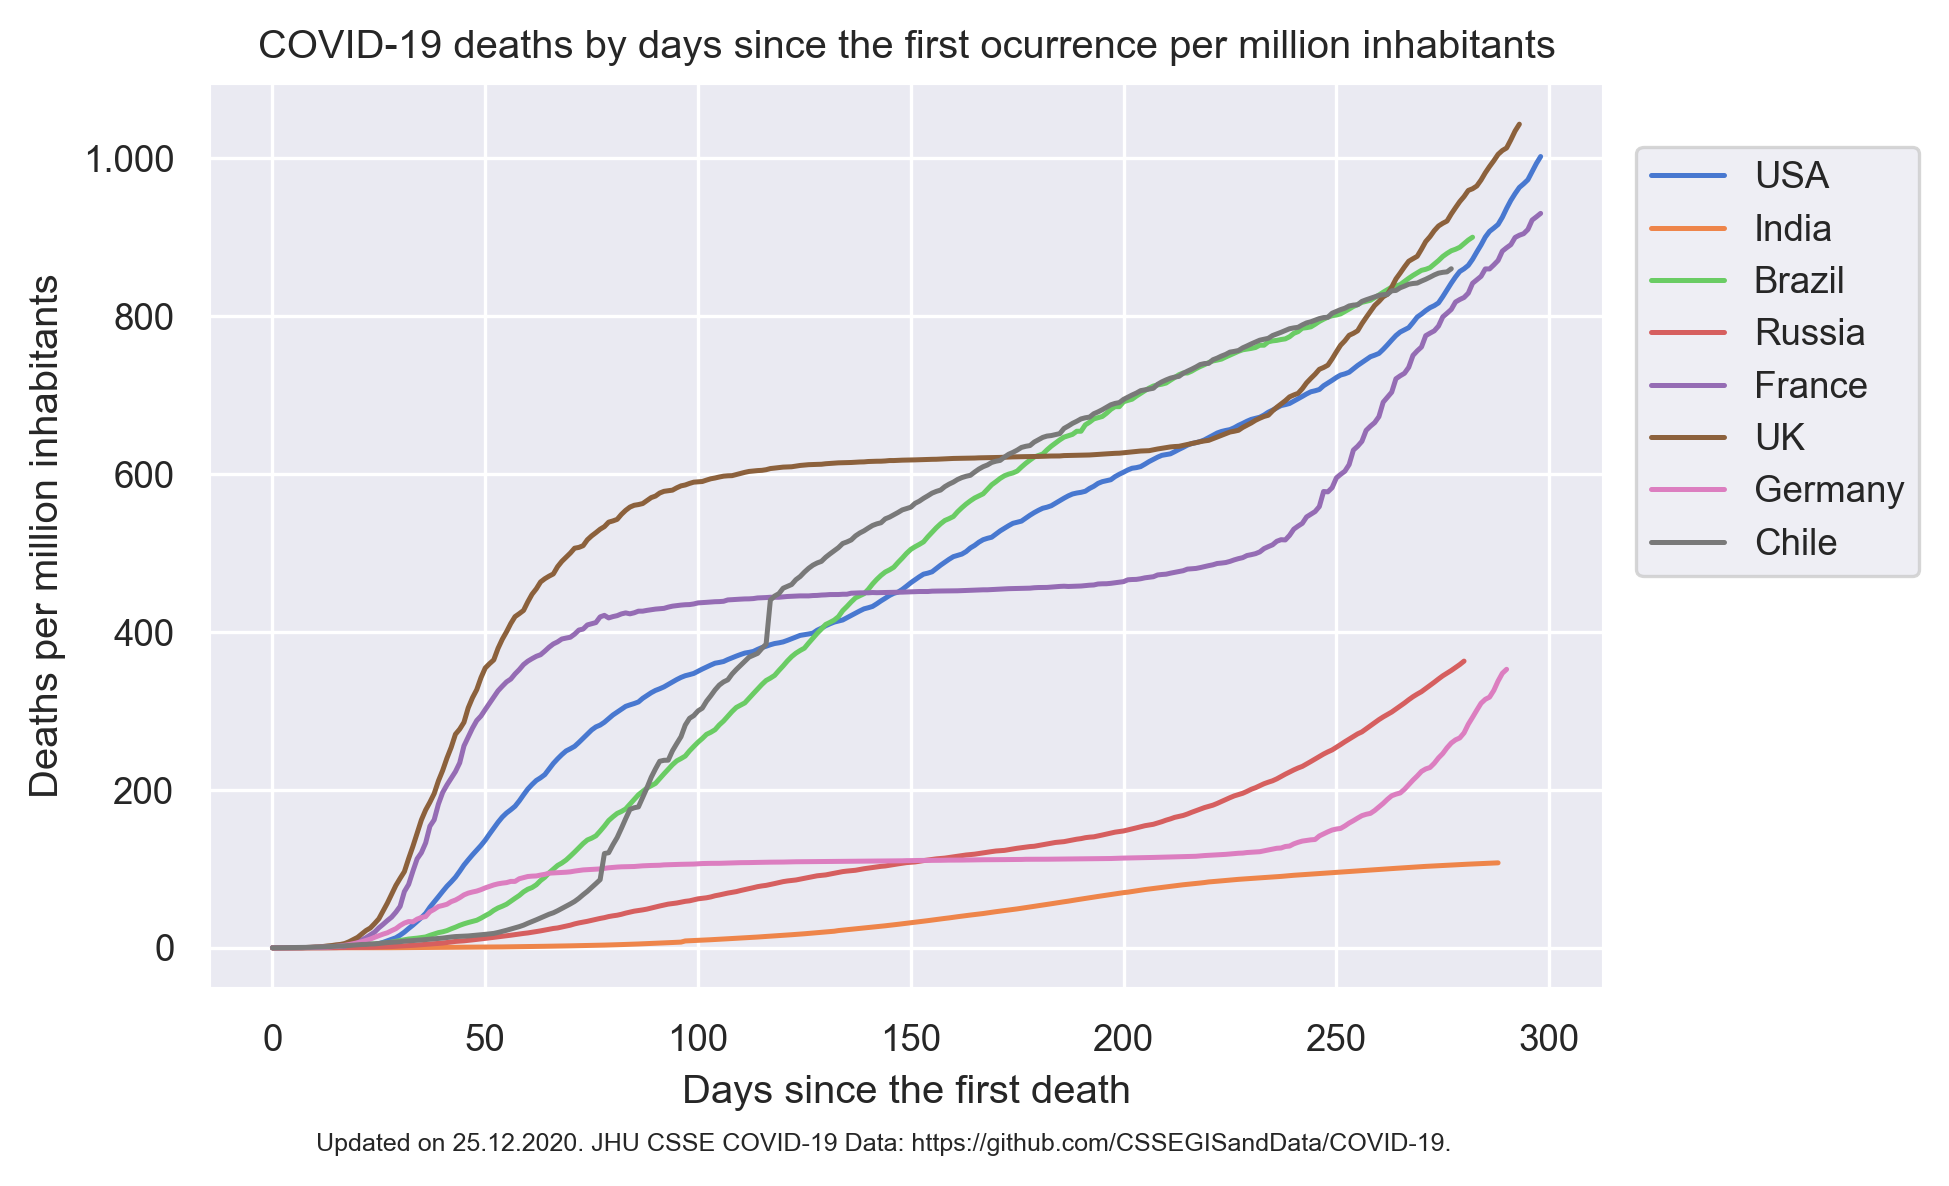 COVID-19 deaths by days since the first ocurrence per million inhabitants
Deaths per million inhabitants
1.000
800
600
400
200
0
0 50 100 150 200 250 300
Days since the first death
USA
India
Brazil
Russia
France
UK
Germany
Chile
Updated on 25.12.2020. JHU CSSE COVID-19 Data: https://github.com/CSSEGISandData/COVID-19.